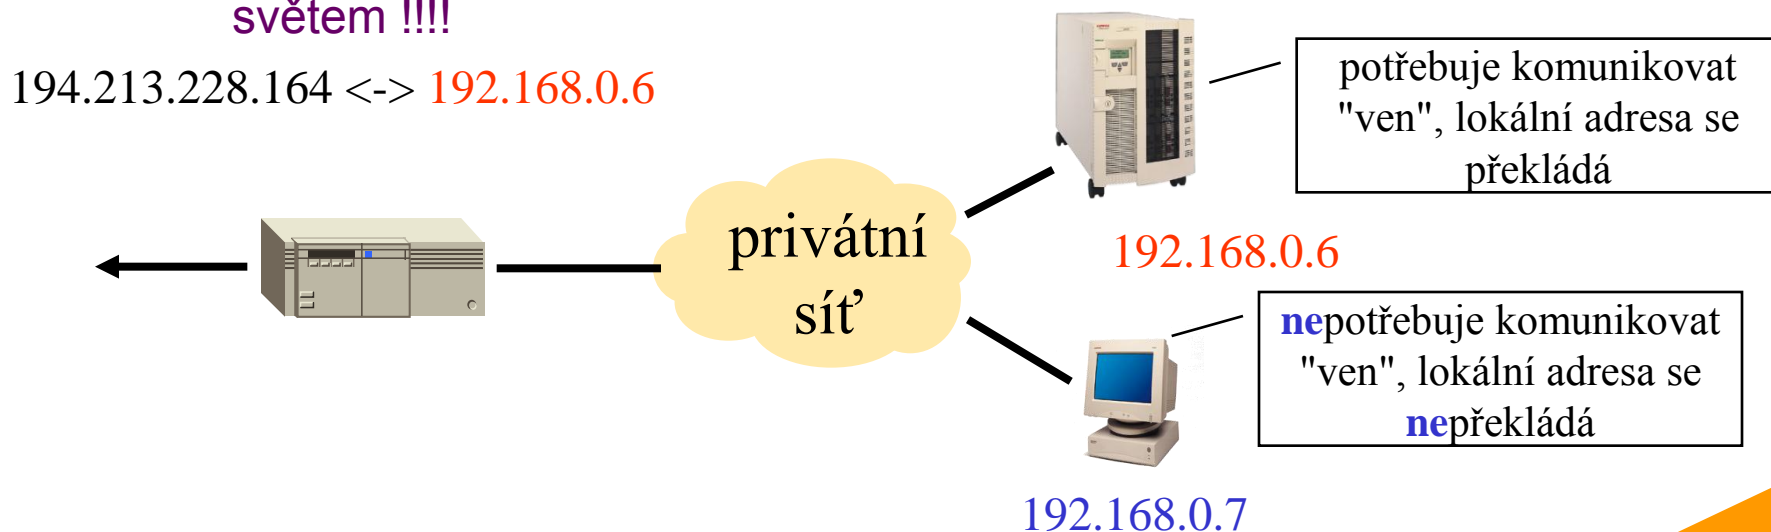 světem !!!!
194.213.228.164 <-> 192.168.0.6
potřebuje komunikovat
"ven", lokální adresa se
překládá
privátní
síť
192.168.0.6
nepotřebuje komunikovat
"ven", lokální adresa se
nepřekládá
192.168.0.7